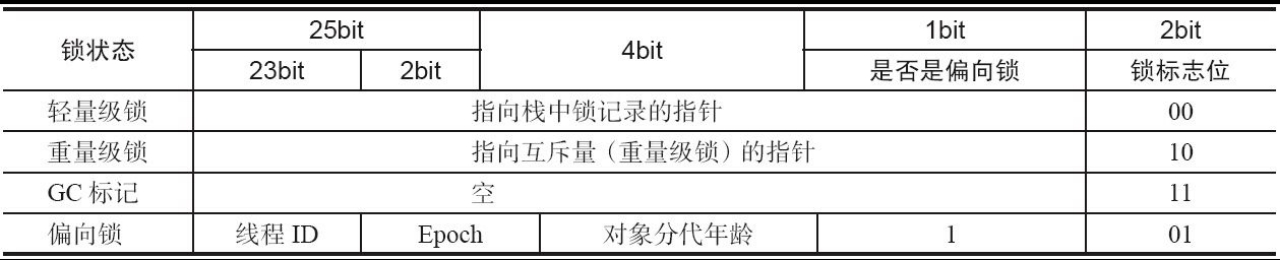 锁状态 25bit 4bit 1bit 2bit
23bit 2bit 是否是偏向锁 锁标志位
轻量级锁 指向栈中锁记录的指针 00
重量级锁 指向互斥量（重量级锁）的指针 10
GC 标记 空 11
偏向锁 线程 ID Epoch 对象分代年龄 1 01